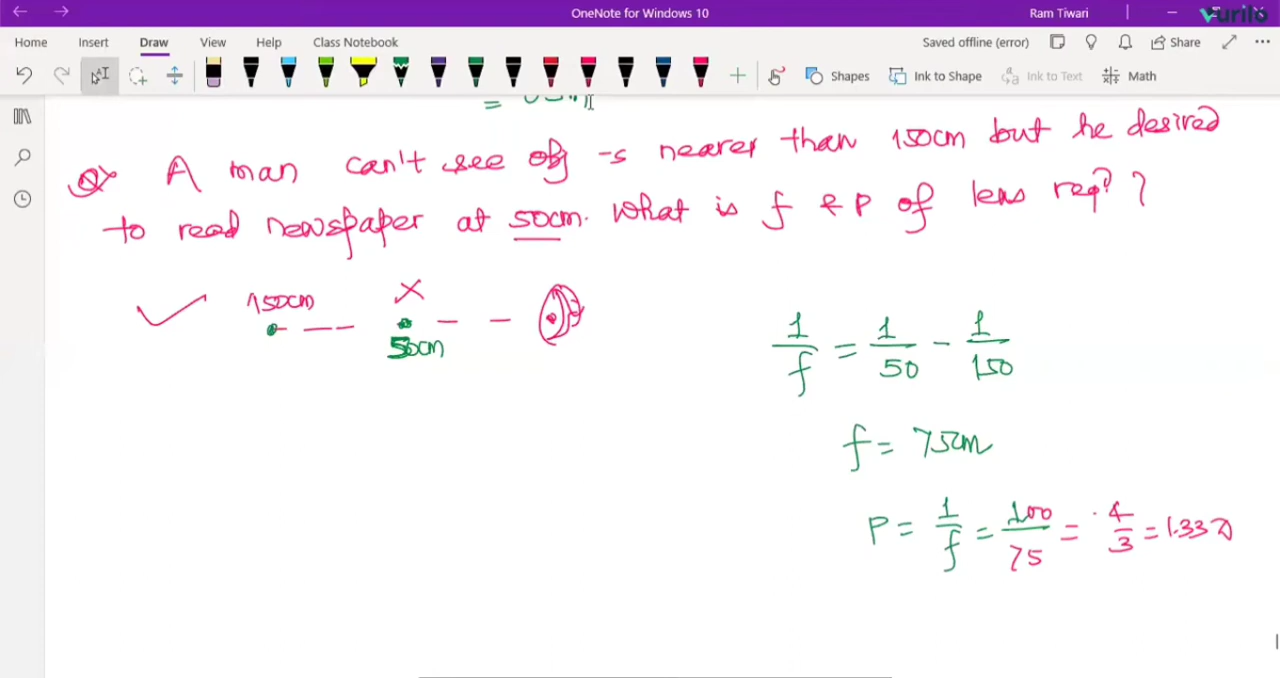 OneNote for Windows 10
Ram Tiwari
Vurilo
Home Insert Draw View Help Class Notebook
Saved offline (error) Share
Shapes Ink to Shape Ink to Text Math
Q> A man can't see obj -s nearer than 150cm but he desired
to read newspaper at 50cm. What is f & P of lens req? ?
150cm X
50cm
1/f = 1/50 - 1/150
f = 75cm
P = 1/f = 100/75 = 4/3 = 1.33D